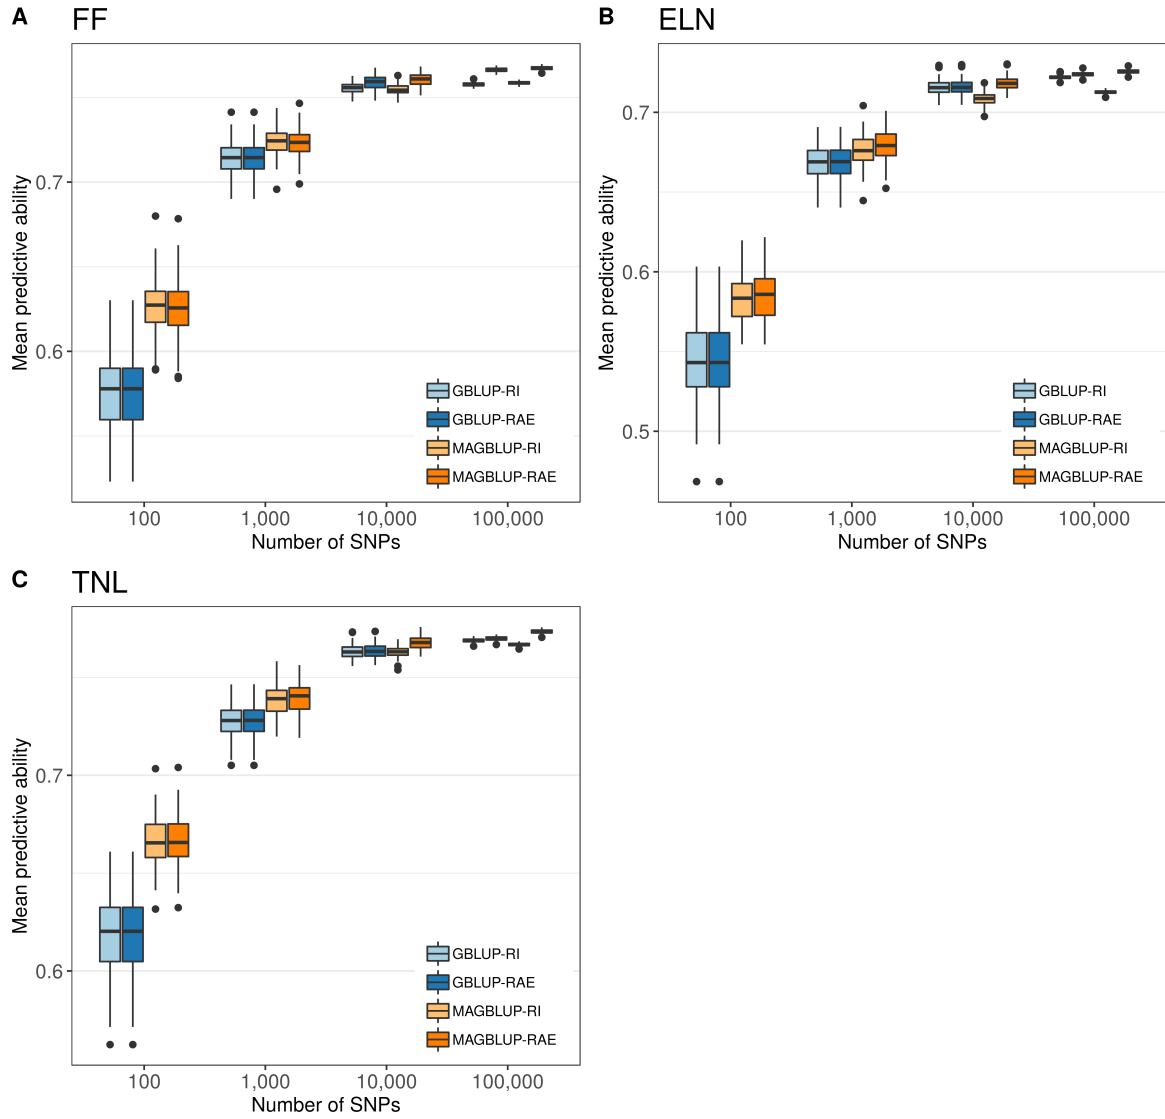 A FF
Mean predictive ability
0.7
0.6
GBLUP-RI
GBLUP-RAE
MAGBLUP-RI
MAGBLUP-RAE
100 1,000 10,000 100,000
Number of SNPs
B ELN
Mean predictive ability
0.7
0.6
0.5
GBLUP-RI
GBLUP-RAE
MAGBLUP-RI
MAGBLUP-RAE
100 1,000 10,000 100,000
Number of SNPs
C TNL
Mean predictive ability
0.7
0.6
GBLUP-RI
GBLUP-RAE
MAGBLUP-RI
MAGBLUP-RAE
100 1,000 10,000 100,000
Number of SNPs